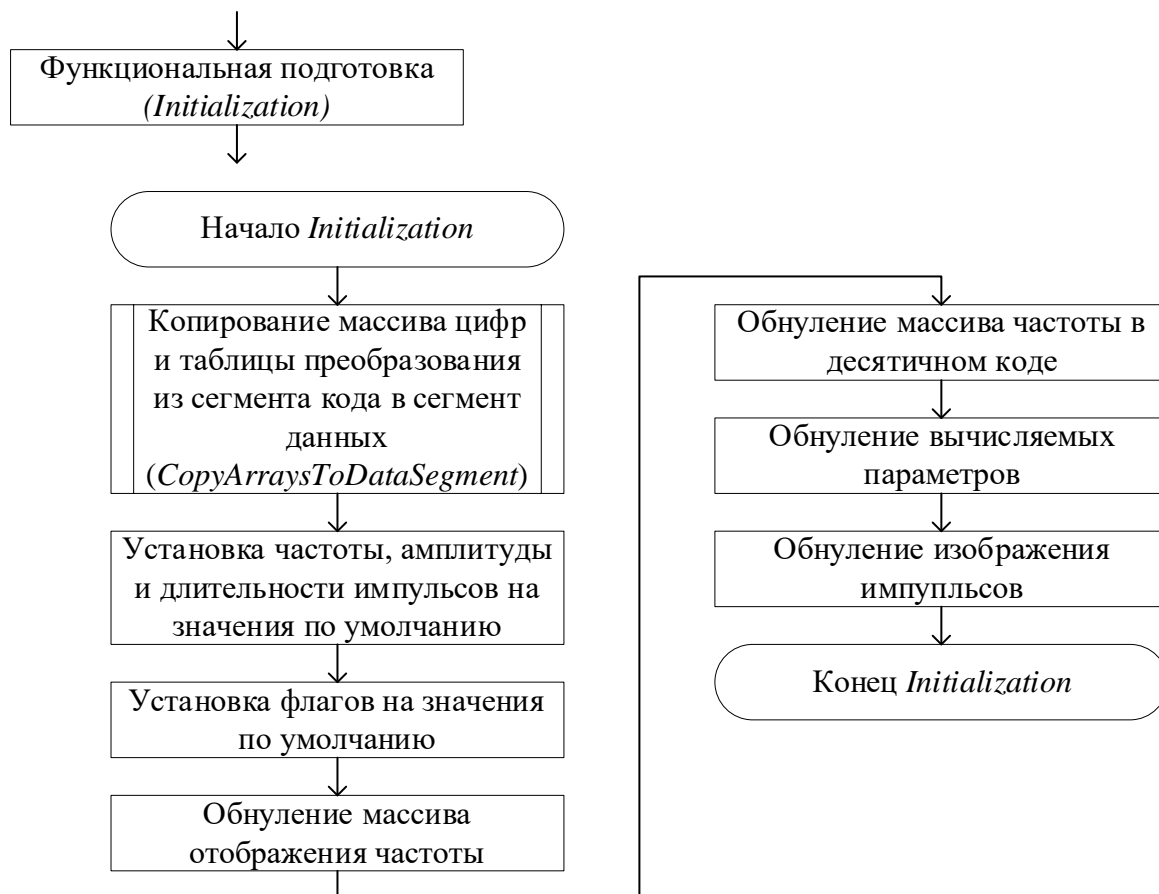 Функциональная подготовка
(Initialization)
Начало Initialization
Копирование массива цифр
и таблицы преобразования
из сегмента кода в сегмент
данных
(CopyArraysToDataSegment)
Установка частоты, амплитуды
и длительности импульсов на
значения по умолчанию
Установка флагов на значения
по умолчанию
Обнуление массива
отображения частоты
Обнуление массива частоты в
десятичном коде
Обнуление вычисляемых
параметров
Обнуление изображения
импупльсов
Конец Initialization